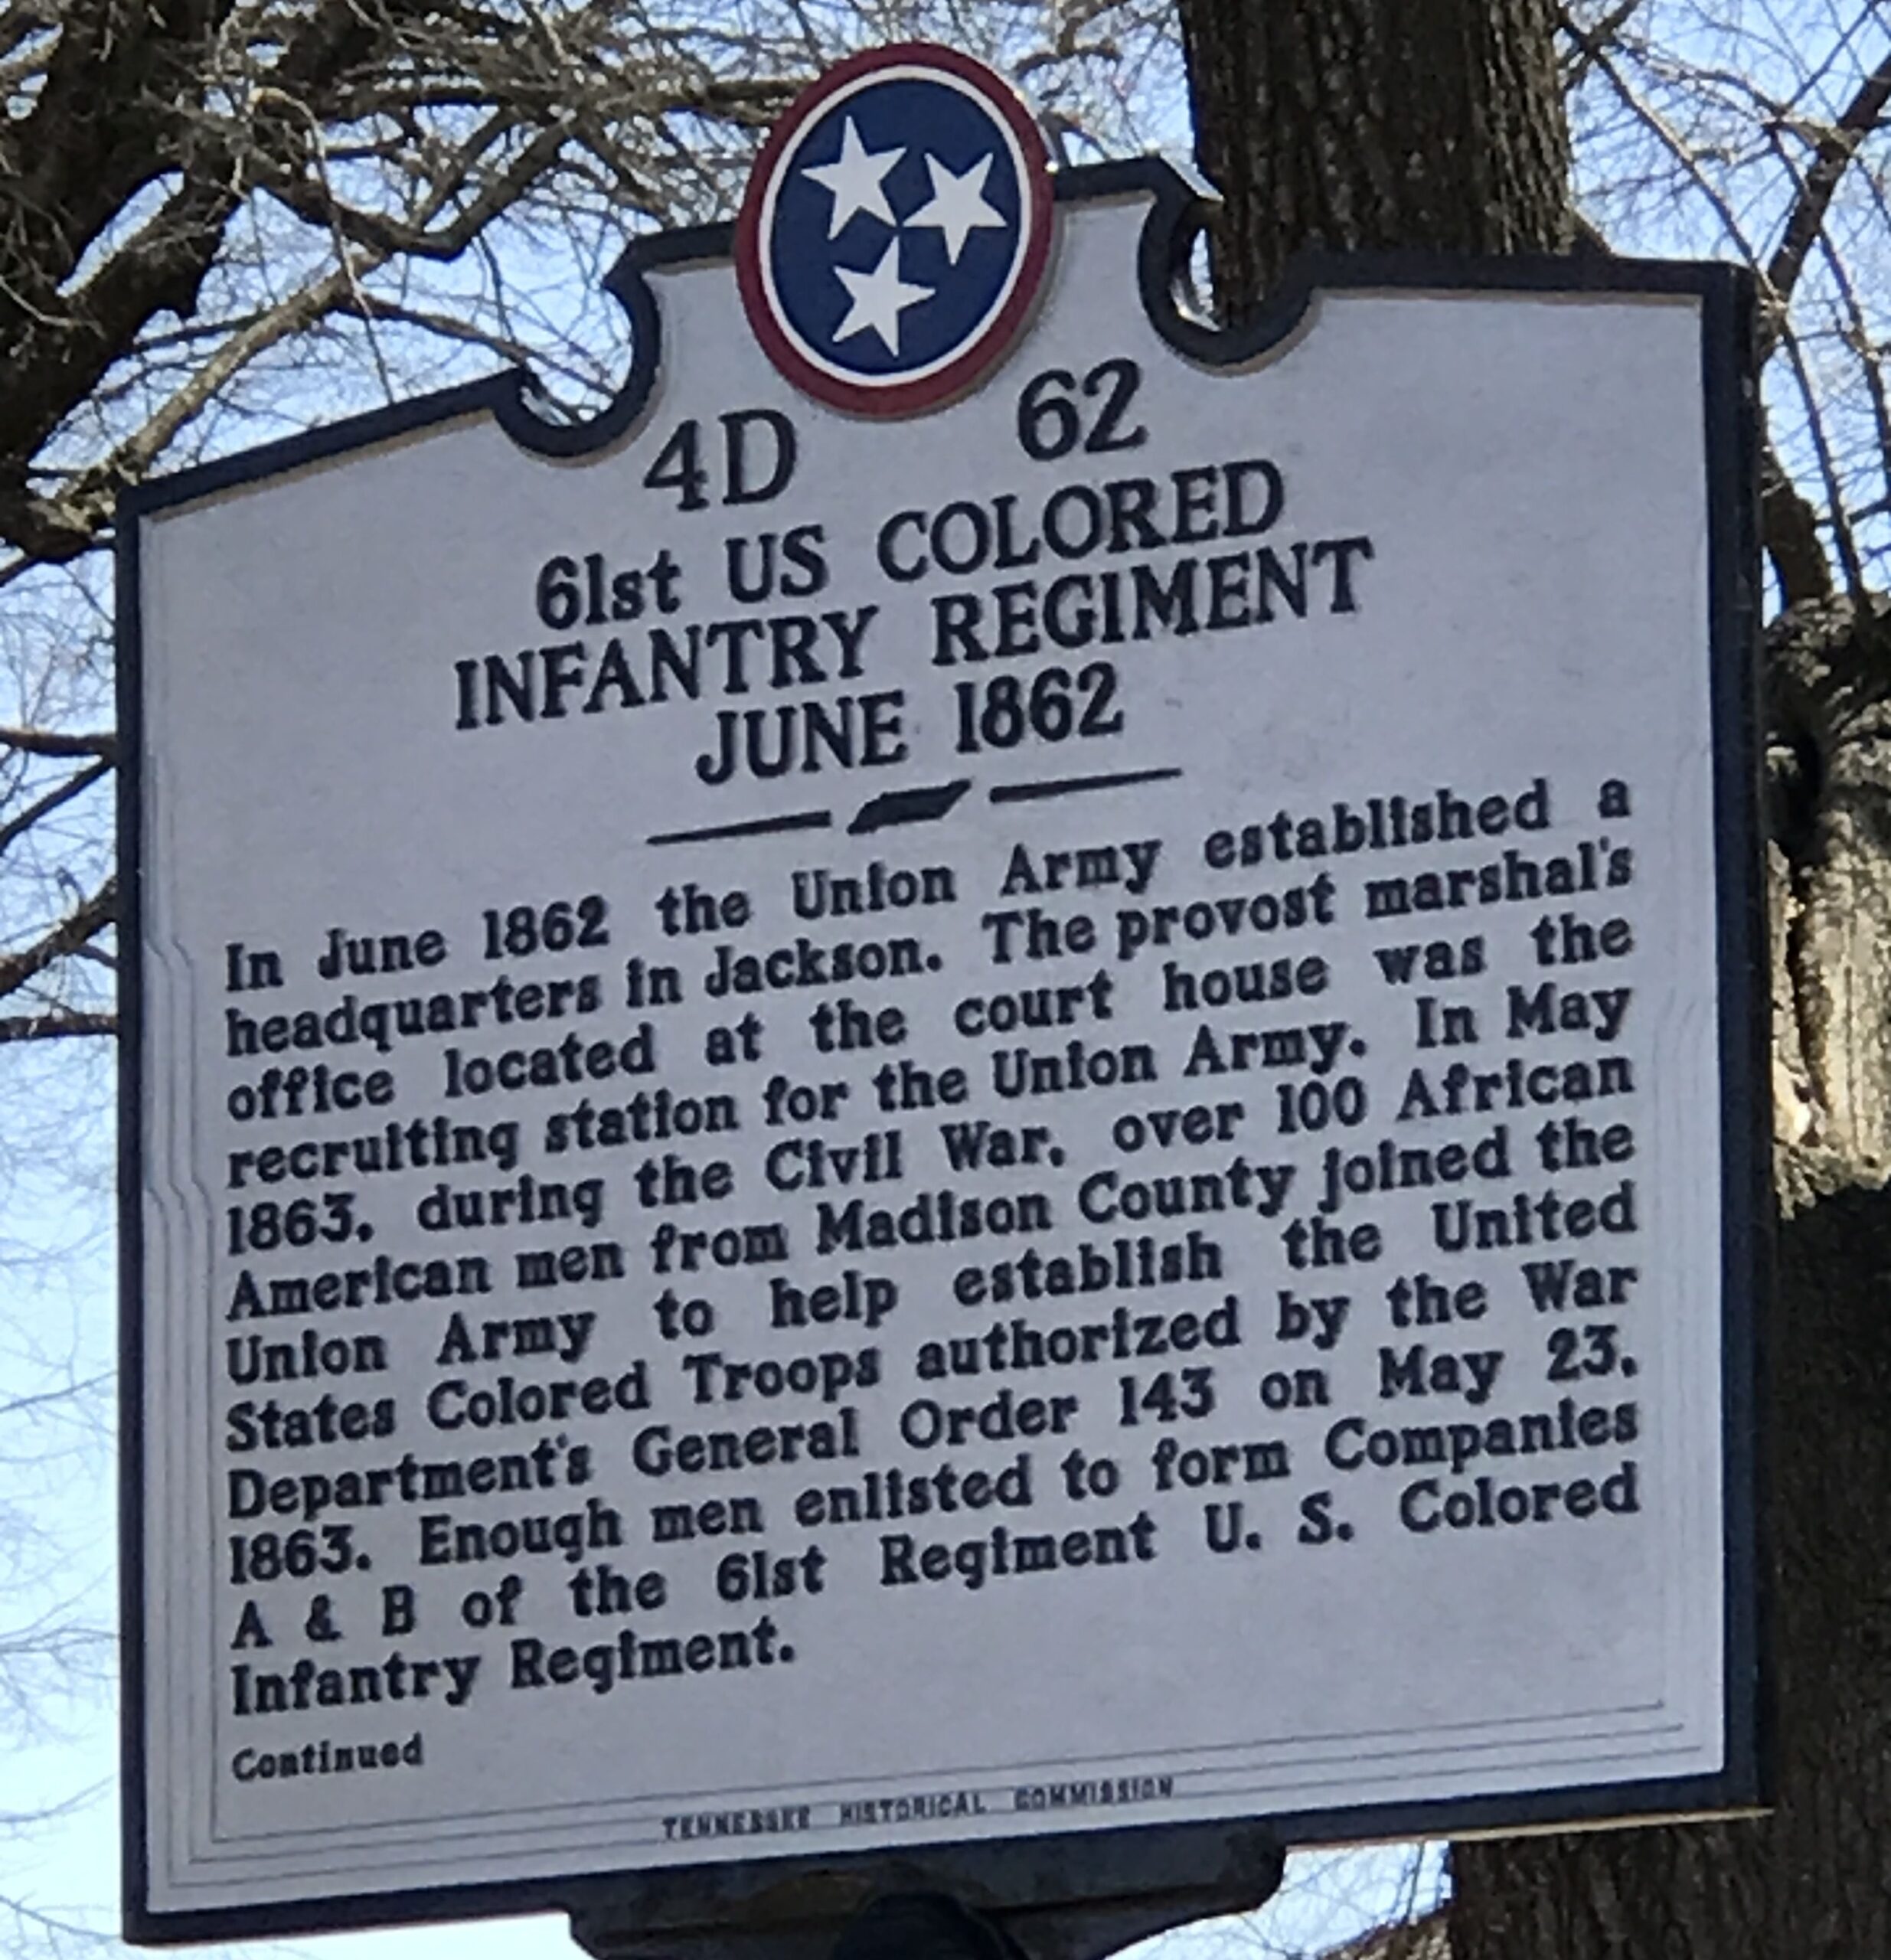 4D 62
61st US COLORED
INFANTRY REGIMENT
JUNE 1862
In June 1862 the Union Army established a
headquarters in Jackson. The provost marshal's
office located at the court house was the
recruiting station for the Union Army. In May
1863, during the Civil War, over 100 African
American men from Madison County joined the
Union Army to help establish the United
States Colored Troops authorized by the War
Department's General Order 143 on May 23,
1863. Enough men enlisted to form Companies
A & B of the 61st Regiment U. S. Colored
Infantry Regiment.
Continued
TENNESSEE HISTORICAL COMMISSION